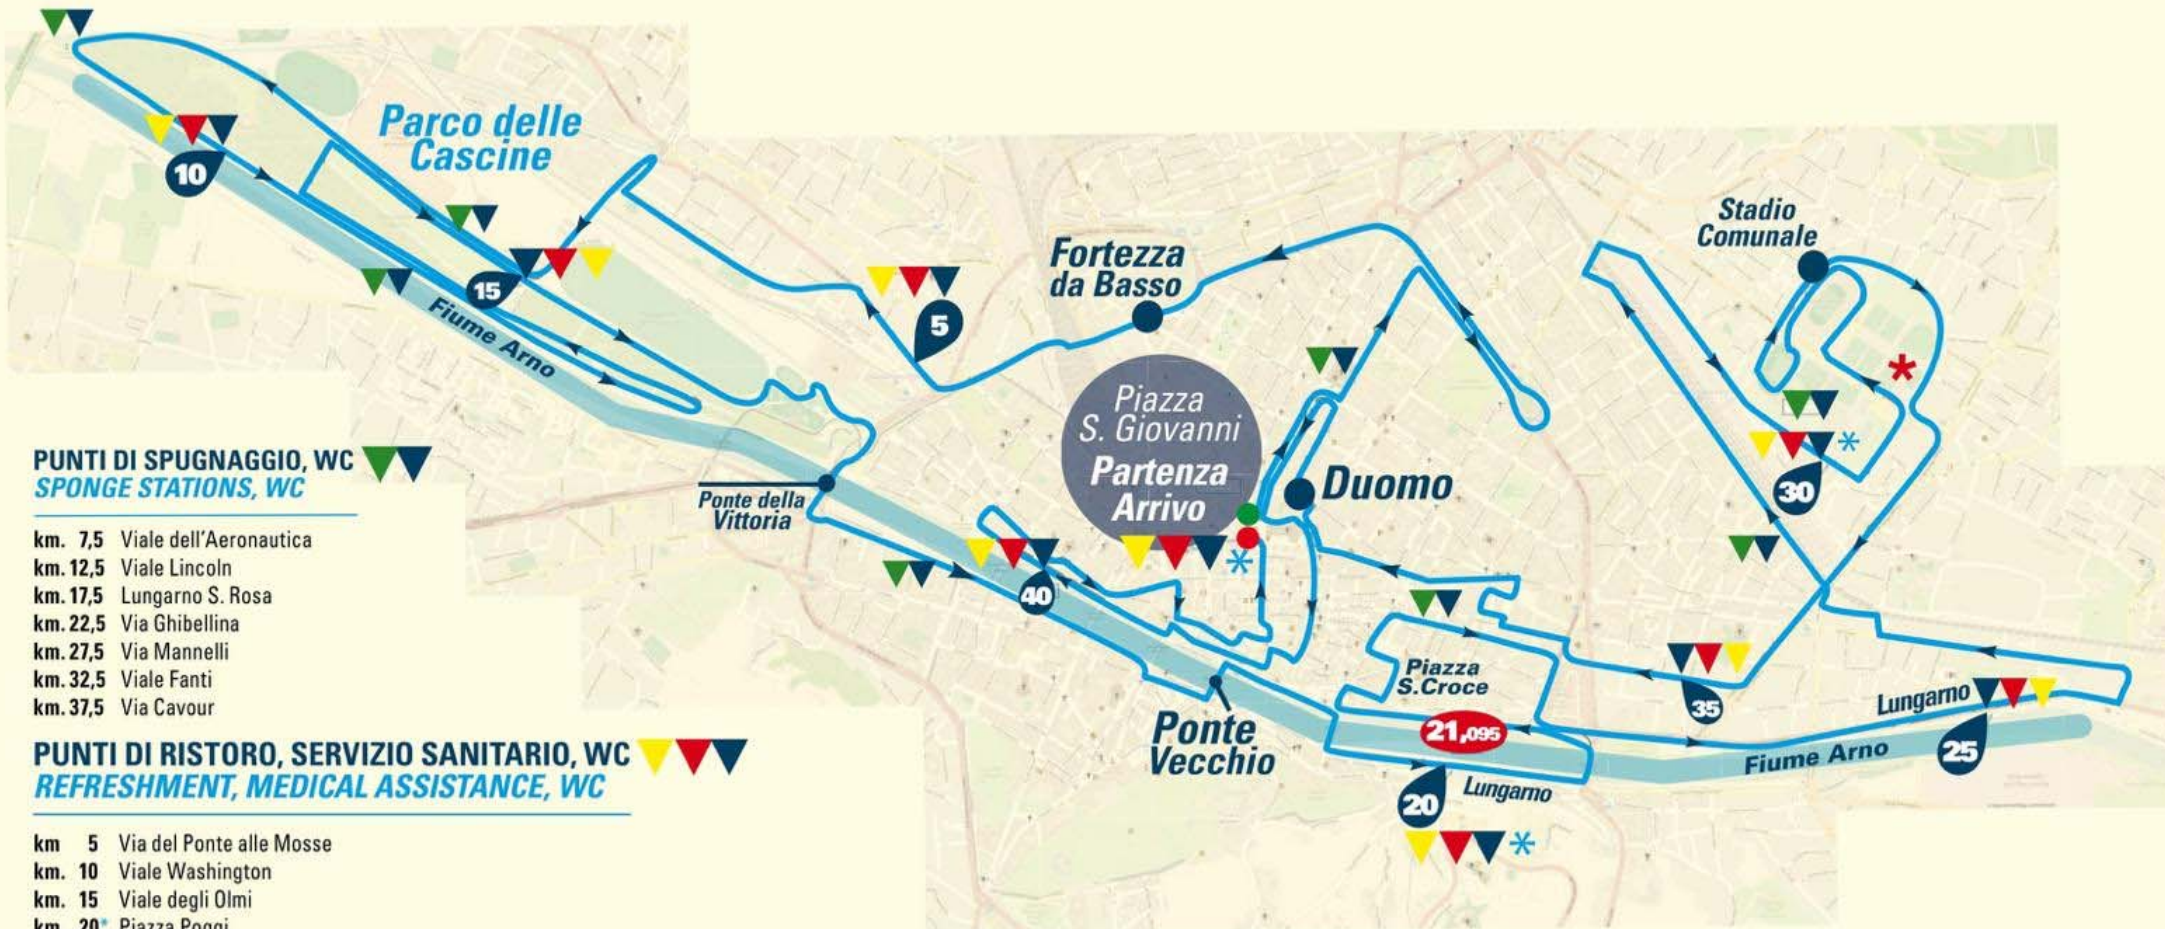 Parco delle
Cascine
10
15
5
Fortezza
da Basso
Stadio
Comunale
Fiume Arno
Piazza
S. Giovanni
Partenza
Arrivo
Duomo
Ponte della
Vittoria
30
40
Piazza
S.Croce
21,095
35
Lungarno
25
Fiume Arno
Ponte
Vecchio
20
Lungarno
PUNTI DI SPUGNAGGIO, WC
SPONGE STATIONS, WC
km. 7,5 Viale dell'Aeronautica
km. 12,5 Viale Lincoln
km. 17,5 Lungarno S. Rosa
km. 22,5 Via Ghibellina
km. 27,5 Via Mannelli
km. 32,5 Viale Fanti
km. 37,5 Via Cavour
PUNTI DI RISTORO, SERVIZIO SANITARIO, WC
REFRESHMENT, MEDICAL ASSISTANCE, WC
km 5 Via del Ponte alle Mosse
km. 10 Viale Washington
km. 15 Viale degli Olmi
km. 20* Piazza Poggi